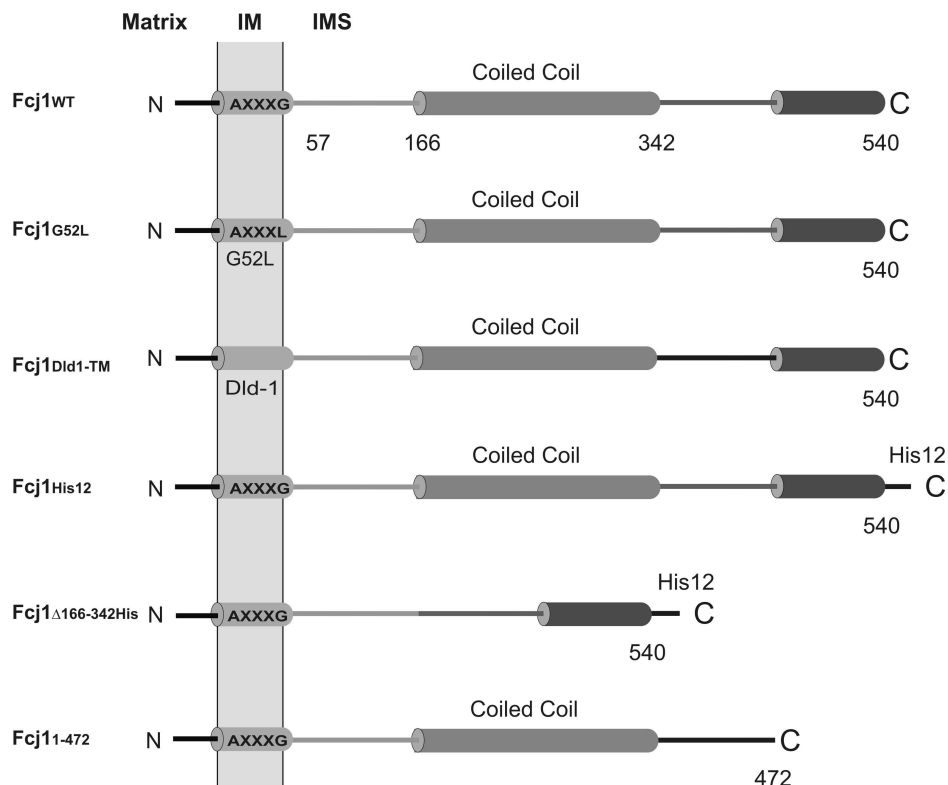 Matrix IM IMS
Coiled Coil
Fcj1WT N AXXXG C
57 166 342 540
Coiled Coil
Fcj1G52L N AXXXL C
G52L
540
Coiled Coil
Fcj1Dld1-TM N C
Dld-1
540
Coiled Coil His12
Fcj1His12 N AXXXG C
540
His12
Fcj1Δ166-342His N AXXXG C
540
Coiled Coil
Fcj11-472 N AXXXG C
472